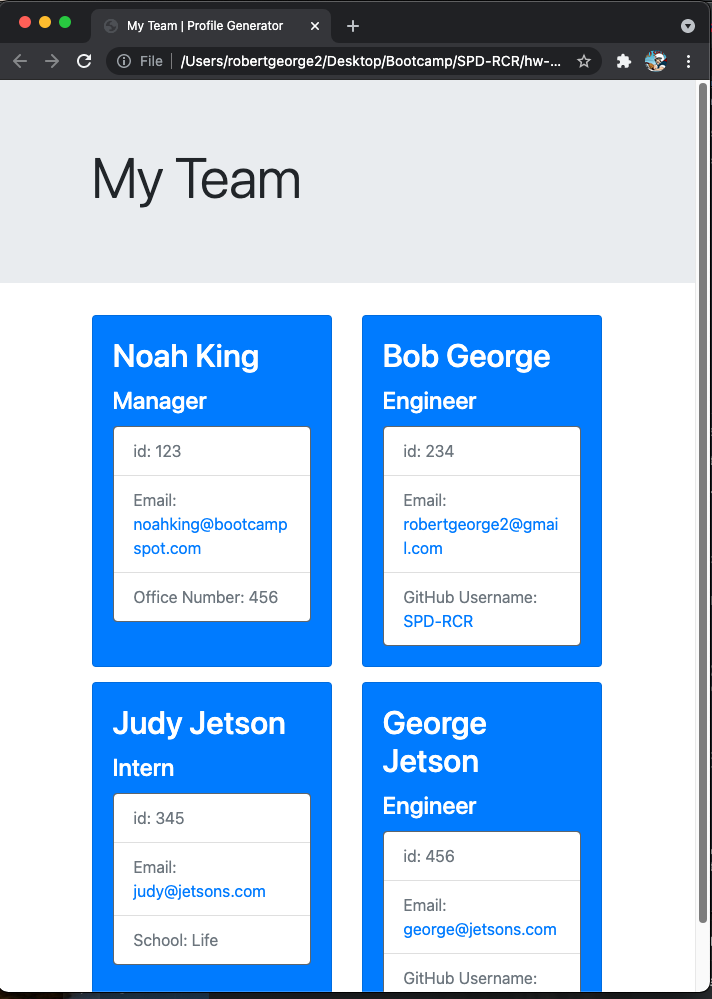 My Team | Profile Generator
File | /Users/robertgeorge2/Desktop/Bootcamp/SPD-RCR/hw-...
My Team
Noah King
Manager
id: 123
Email:
noahking@bootcamp
spot.com
Office Number: 456
Bob George
Engineer
id: 234
Email:
robertgeorge2@gmai
l.com
GitHub Username:
SPD-RCR
Judy Jetson
Intern
id: 345
Email:
judy@jetsons.com
School: Life
George
Jetson
Engineer
id: 456
Email:
george@jetsons.com
GitHub Username: